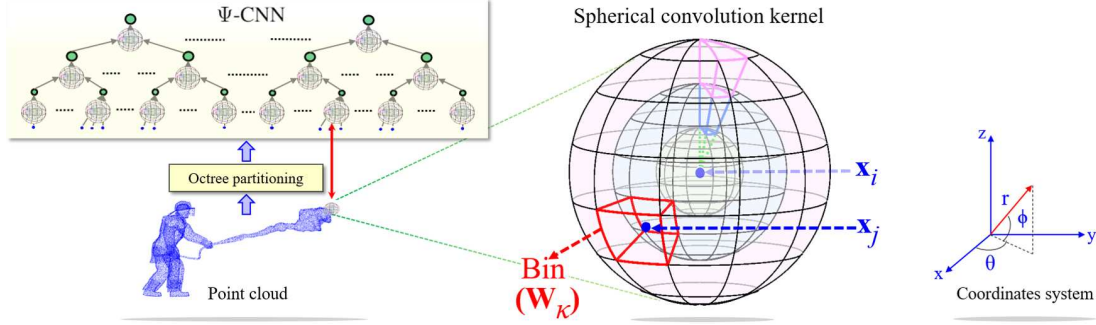 Ψ-CNN
Octree partitioning
Point cloud
Spherical convolution kernel
x_i
x_j
Bin
(W_κ)
z
r
ϕ
y
x
θ
Coordinates system